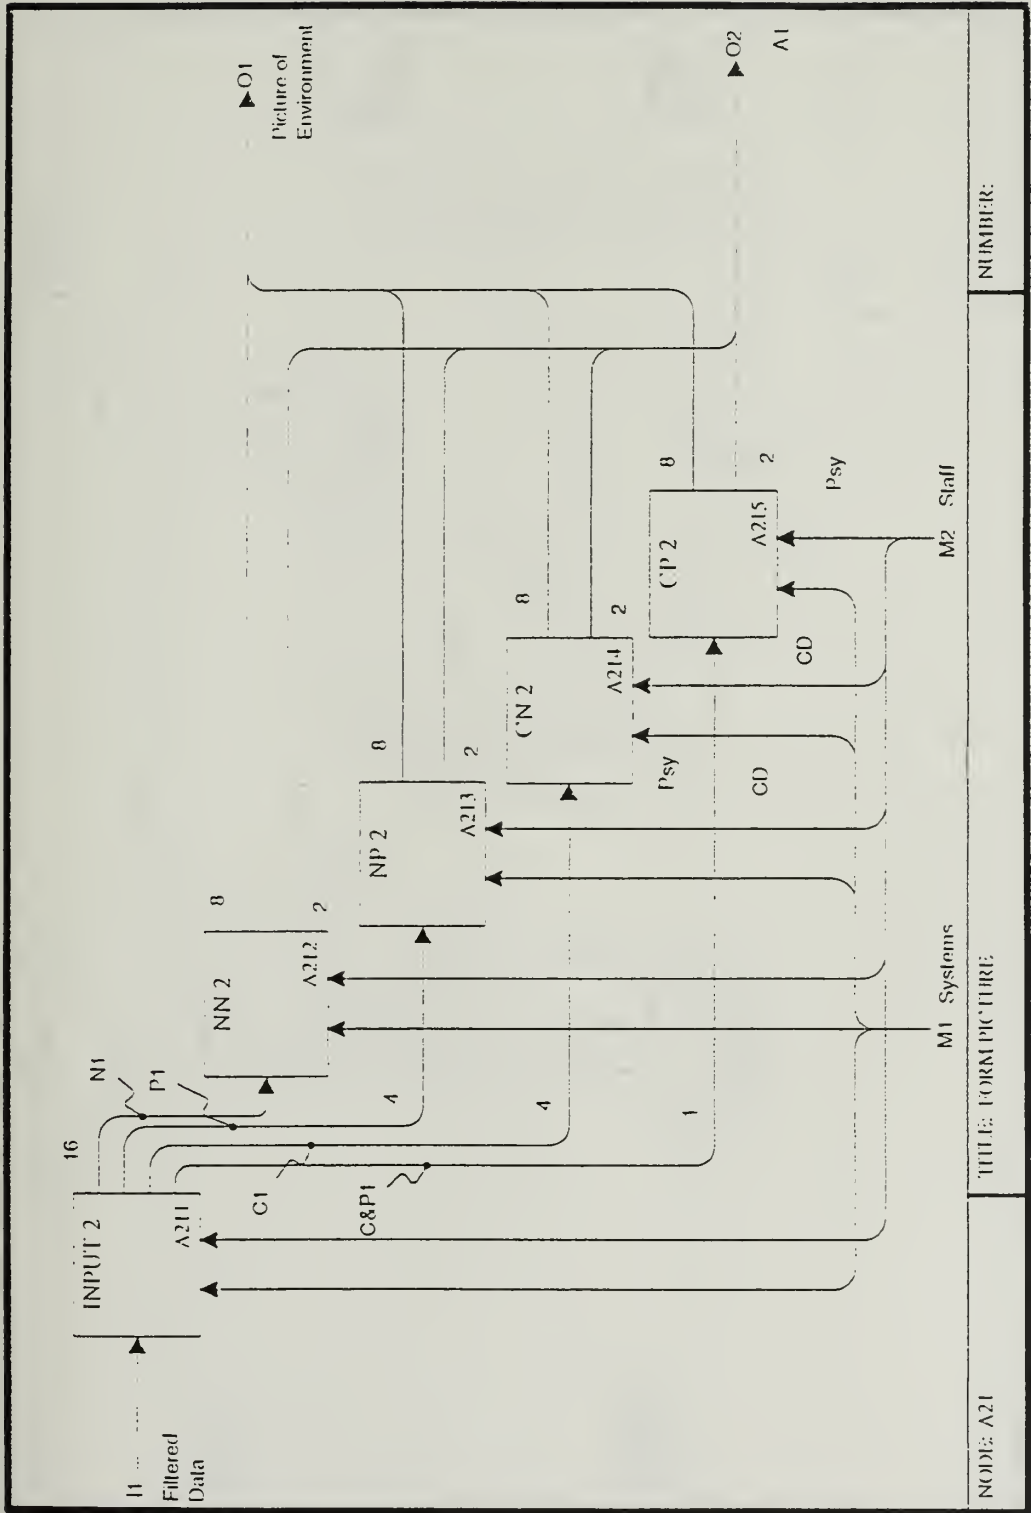 I1
Filtered
Data
INPUT 2
A211
16
N1
P1
C1
C&P1
4
4
1
NN 2
A212
8
2
NP 2
A213
8
2
CN 2
A214
8
2
Psy
CD
CP 2
A215
8
2
CD
Psy
O1
Picture of
Environment
O2
A1
M1 Systems
M2 Staff
NODE: A21
TITLE: FORM PICTURE
NUMBER: